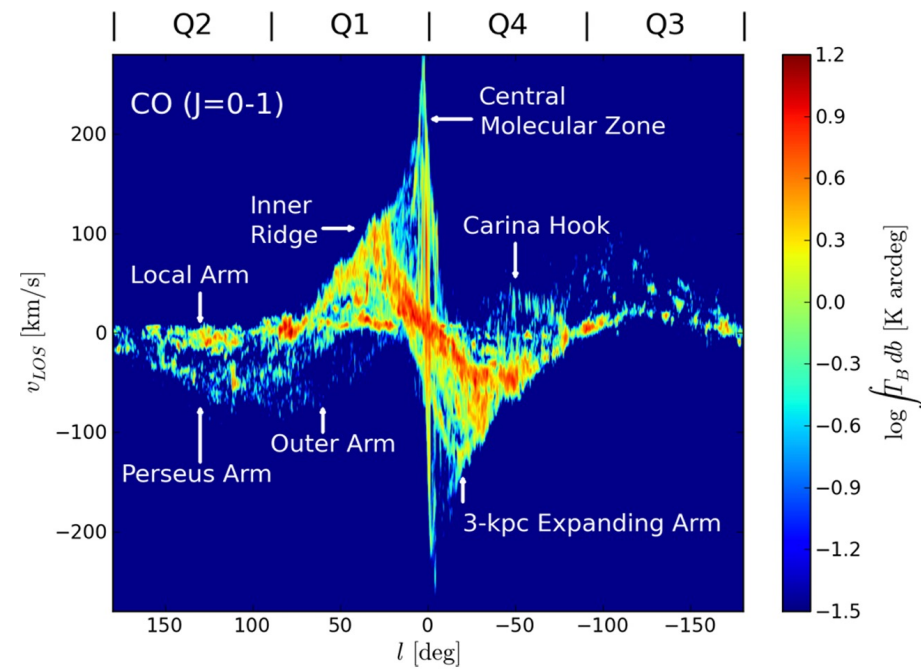 | Q2 | Q1 | Q4 | Q3 |
CO (J=0-1)
Central
Molecular Zone
Inner
Ridge
Carina Hook
Local Arm
Outer Arm
Perseus Arm
3-kpc Expanding Arm
200
100
0
−100
−200
v_LOS [km/s]
150 100 50 0 −50 −100 −150
l [deg]
1.2
0.9
0.6
0.3
0.0
−0.3
−0.6
−0.9
−1.2
−1.5
log ∫T_B db [K arcdeg]